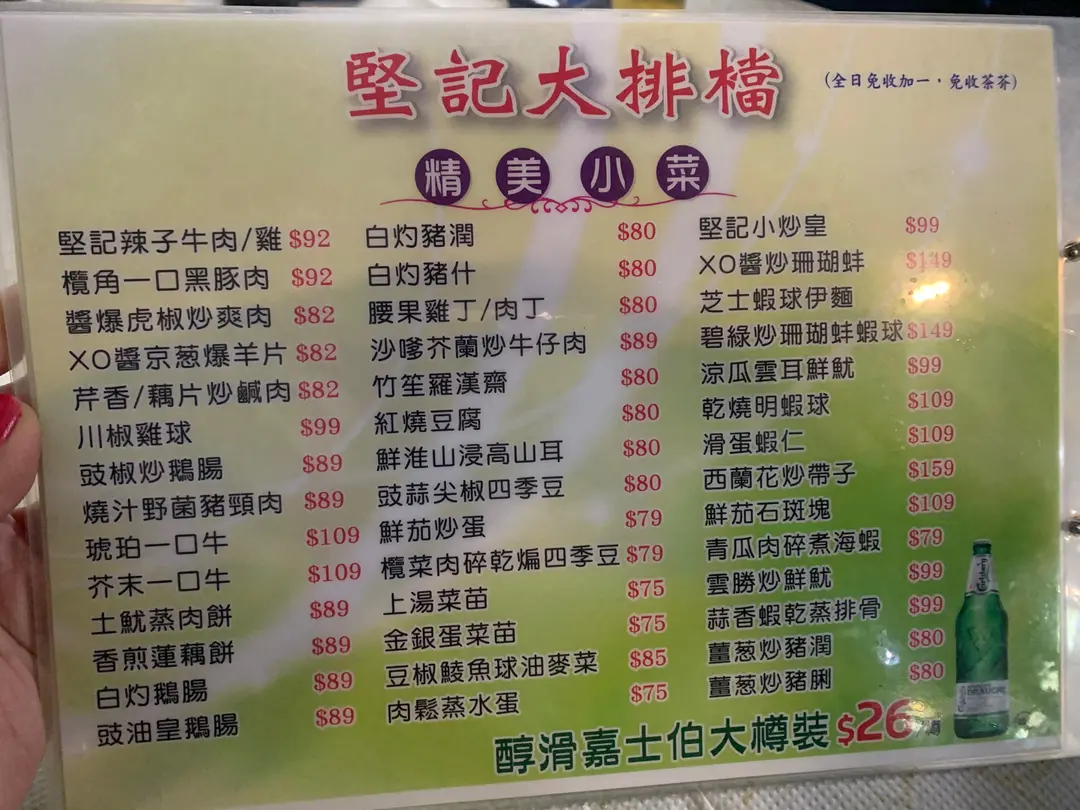 堅記大排檔
(全日免收加一，免收茶芥)
精美小菜
堅記辣子牛肉/雞 $92
欖角一口黑豚肉 $92
醬爆虎椒炒爽肉 $82
XO醬京葱爆羊片 $82
芹香/藕片炒鹹肉 $82
川椒雞球 $99
豉椒炒鵝腸 $89
燒汁野菌豬頸肉 $89
琥珀一口牛 $109
芥末一口牛 $109
土魷蒸肉餅 $89
香煎蓮藕餅 $89
白灼鵝腸 $89
豉油皇鵝腸 $89
白灼豬潤 $80
白灼豬什 $80
腰果雞丁/肉丁 $80
沙嗲芥蘭炒牛仔肉 $89
竹笙羅漢齋 $80
紅燒豆腐 $80
鮮淮山浸高山耳 $80
豉蒜尖椒四季豆 $80
鮮茄炒蛋 $79
欖菜肉碎乾煸四季豆 $79
上湯菜苗 $75
金銀蛋菜苗 $75
豆椒鯪魚球油麥菜 $85
肉鬆蒸水蛋 $75
堅記小炒皇 $99
XO醬炒珊瑚蚌 $149
芝士蝦球伊麵
碧綠炒珊瑚蚌蝦球 $149
涼瓜雲耳鮮魷 $99
乾燒明蝦球 $109
滑蛋蝦仁 $109
西蘭花炒帶子 $159
鮮茄石斑塊 $109
青瓜肉碎煮海蝦 $79
雲勝炒鮮魷 $99
蒜香蝦乾蒸排骨 $99
薑葱炒豬潤 $80
薑葱炒豬脷 $80
Carlsberg
DRAUGHT
醇滑嘉士伯大樽裝 $26